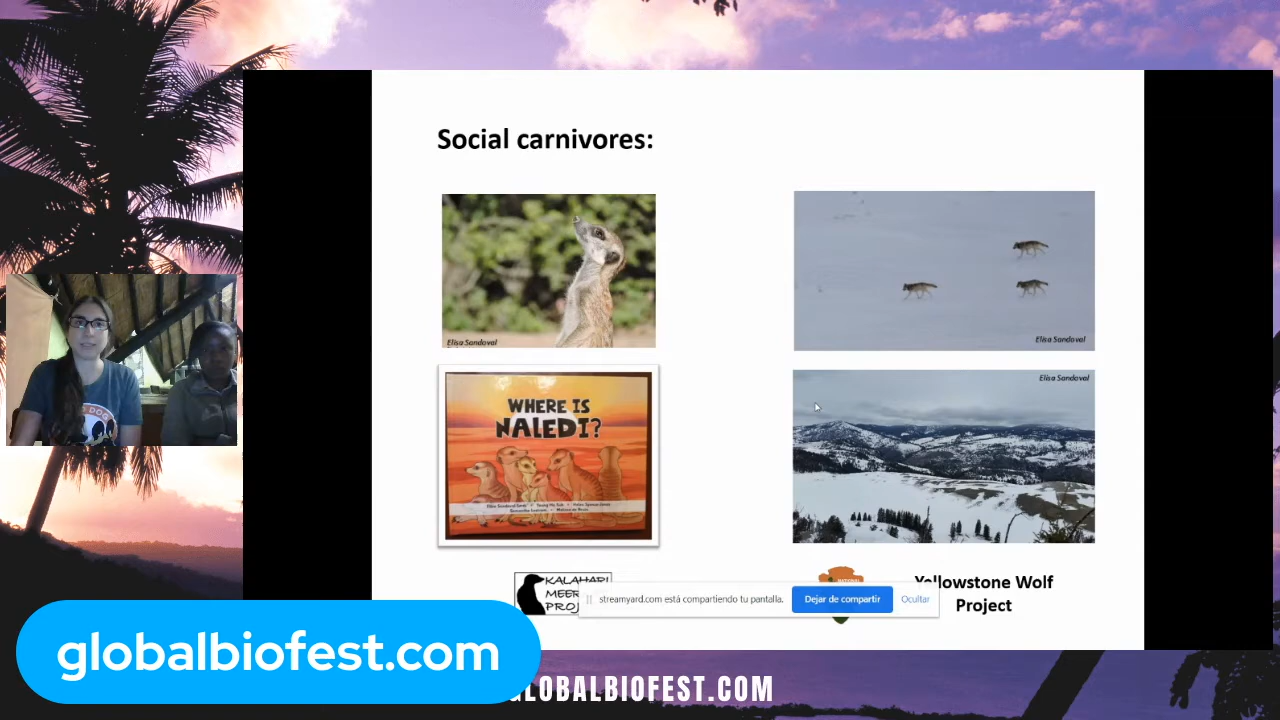 Social carnivores:
Elisa Sandoval
Elisa Sandoval
WHERE IS
NALEDI?
Elisa Sandoval
KALAHARI
MEER
PROJ
NATIONAL
Yellowstone Wolf
Project
streamyard.com está compartiendo tu pantalla.
Dejar de compartir
Ocultar
globalbiofest.com
GLOBALBIOFEST.COM